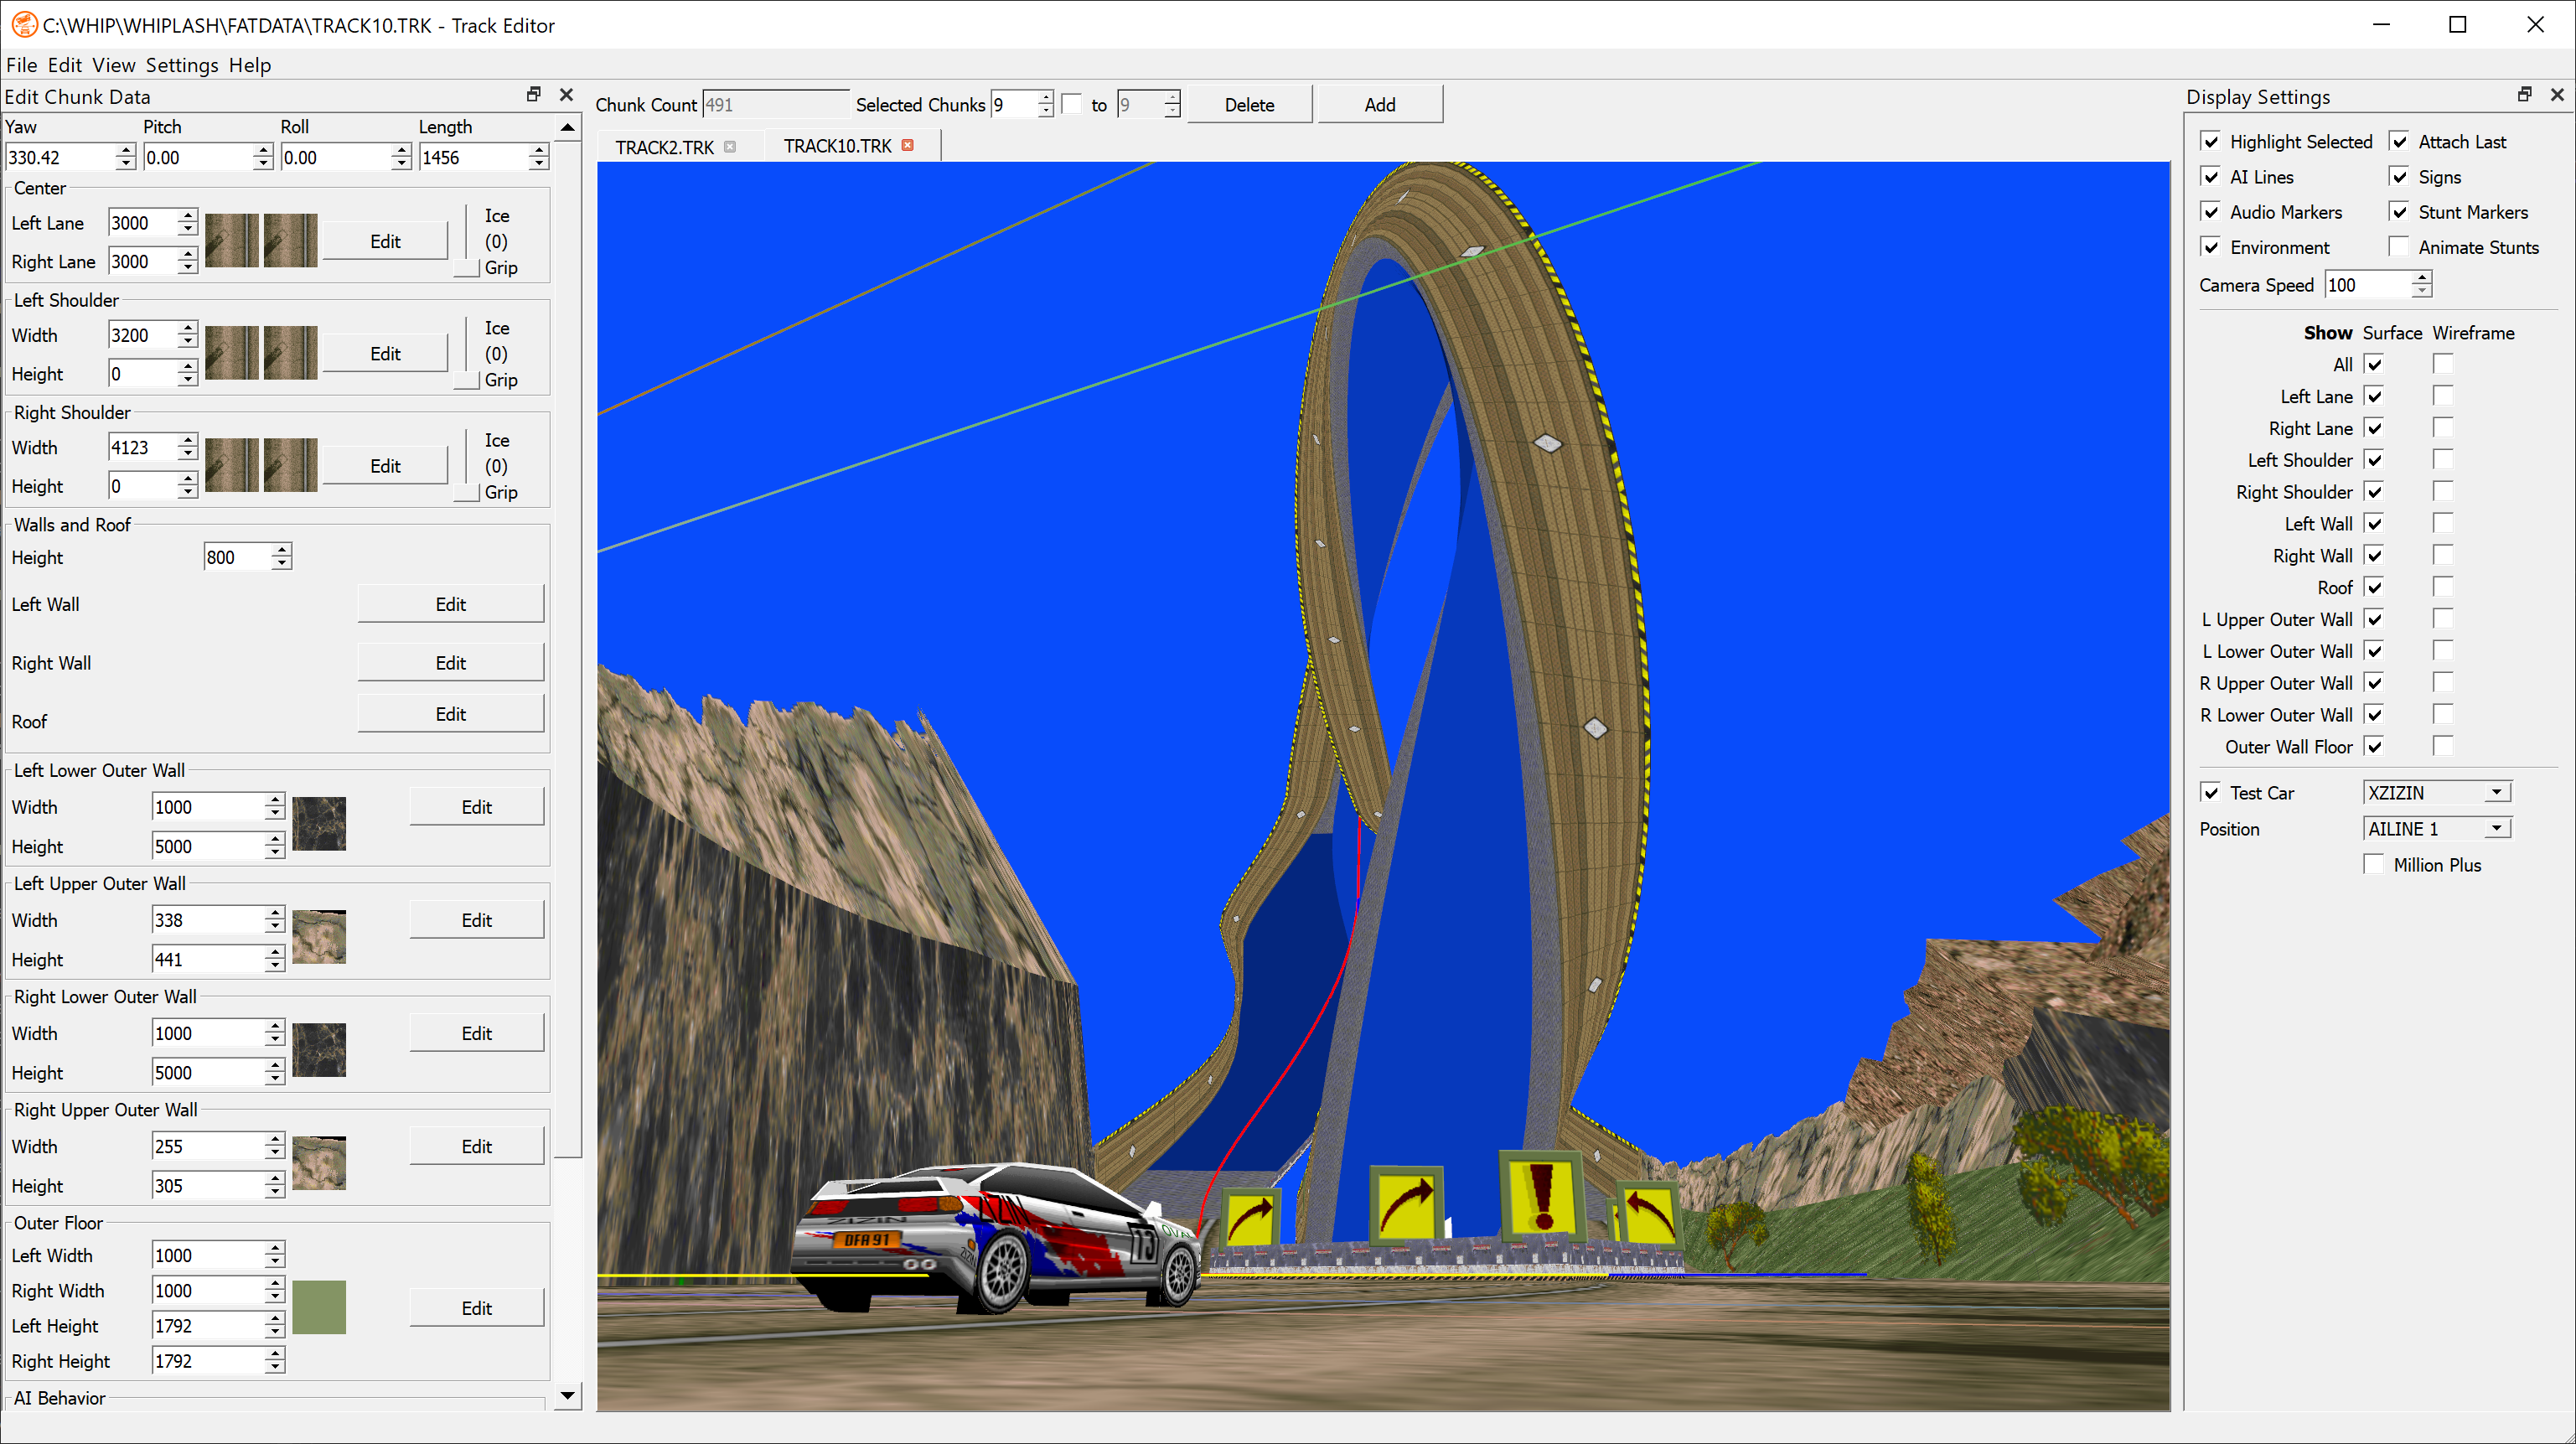 C:\WHIP\WHIPLASH\FATDATA\TRACK10.TRK - Track Editor
File Edit View Settings Help
Edit Chunk Data
Yaw Pitch Roll Length
330.42 0.00 0.00 1456
Center
Left Lane 3000 Edit Ice
(0)
Right Lane 3000 Grip
Left Shoulder
Width 3200 Edit Ice
(0)
Height 0 Grip
Right Shoulder
Width 4123 Edit Ice
(0)
Height 0 Grip
Walls and Roof
Height 800
Left Wall Edit
Right Wall Edit
Roof Edit
Left Lower Outer Wall
Width 1000 Edit
Height 5000
Left Upper Outer Wall
Width 338 Edit
Height 441
Right Lower Outer Wall
Width 1000 Edit
Height 5000
Right Upper Outer Wall
Width 255 Edit
Height 305
Outer Floor
Left Width 1000
Right Width 1000 Edit
Left Height 1792
Right Height 1792
AI Behavior
Chunk Count 491 Selected Chunks 9 to 9 Delete Add
TRACK2.TRK TRACK10.TRK
ZIZIN
DFA 91
ZIZIN
13
Display Settings
Highlight Selected Attach Last
AI Lines Signs
Audio Markers Stunt Markers
Environment Animate Stunts
Camera Speed 100
Show Surface Wireframe
All
Left Lane
Right Lane
Left Shoulder
Right Shoulder
Left Wall
Right Wall
Roof
L Upper Outer Wall
L Lower Outer Wall
R Upper Outer Wall
R Lower Outer Wall
Outer Wall Floor
Test Car XZIZIN
Position AILINE 1
Million Plus